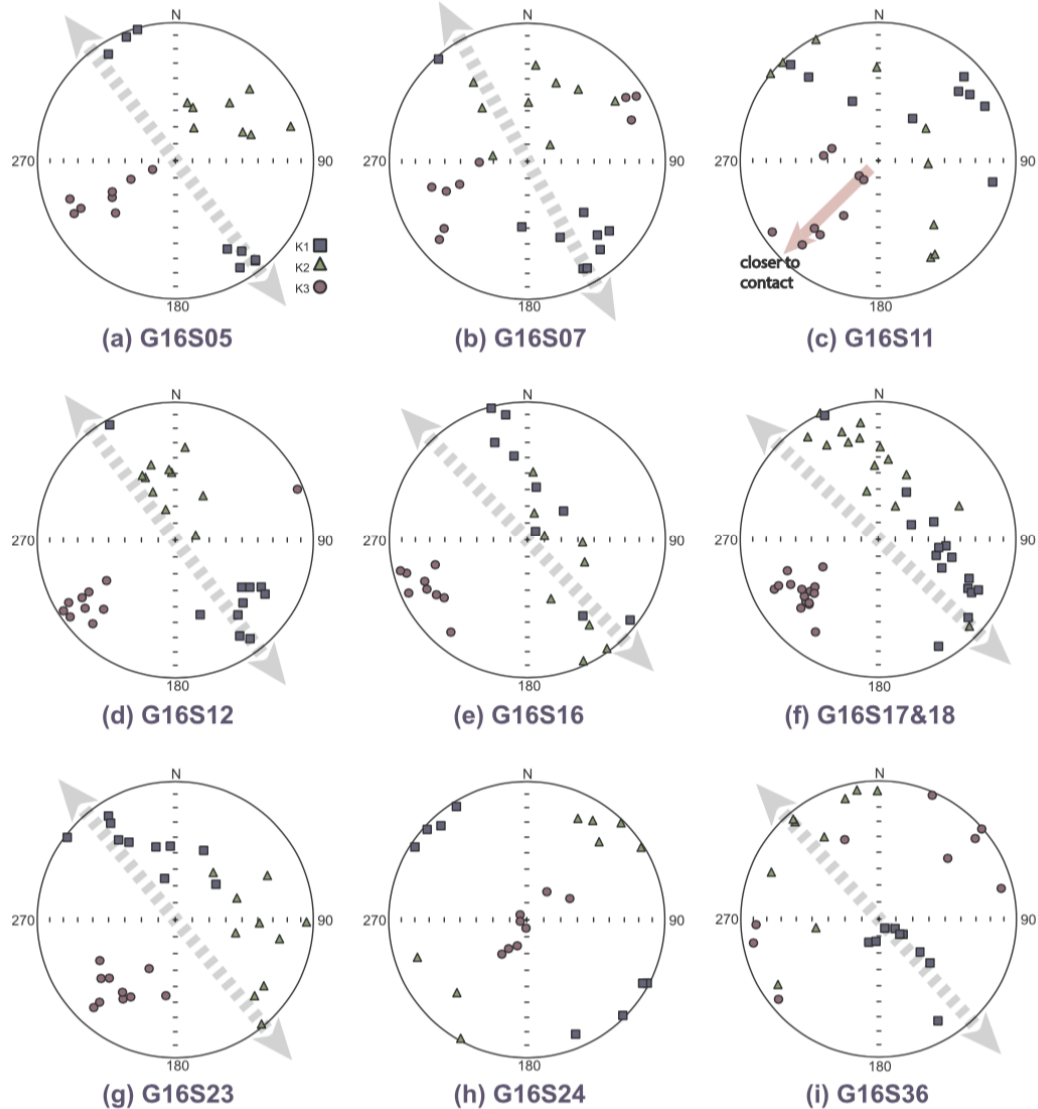 N N N
270 90 270 90 270 90
K1
K2
K3
closer to
contact
180 180 180
(a) G16S05 (b) G16S07 (c) G16S11
N N N
270 90 270 90 270 90
180 180 180
(d) G16S12 (e) G16S16 (f) G16S17&18
N N N
270 90 270 90 270 90
180 180 180
(g) G16S23 (h) G16S24 (i) G16S36